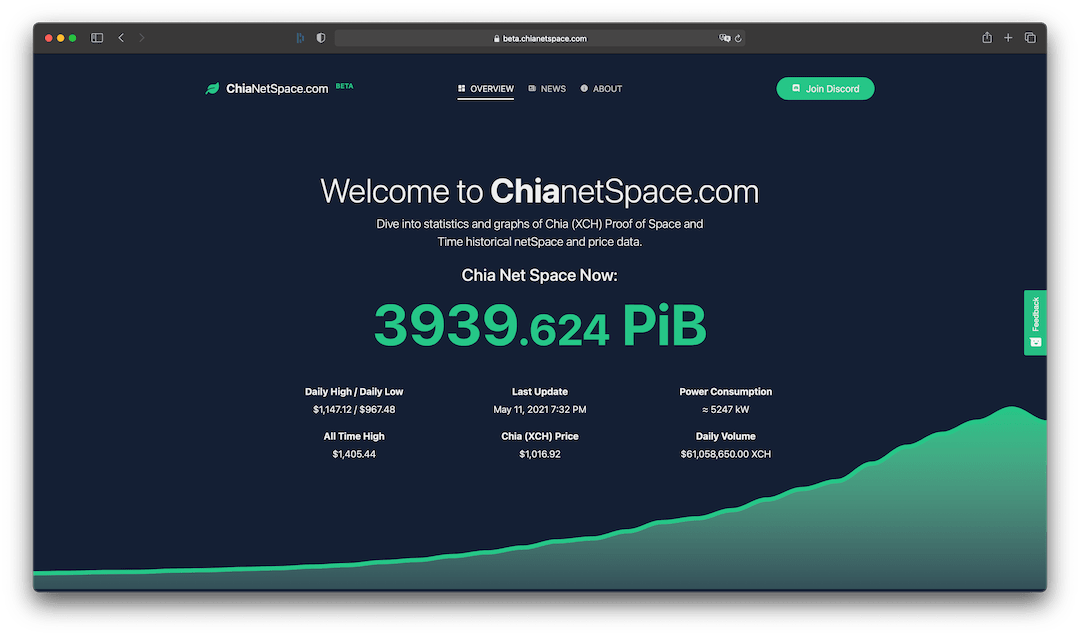 beta.chianetspace.com
ChiaNetSpace.com BETA
OVERVIEW
NEWS
ABOUT
Join Discord
Welcome to ChianetSpace.com
Dive into statistics and graphs of Chia (XCH) Proof of Space and
Time historical netSpace and price data.
Chia Net Space Now:
3939.624 PiB
Feedback
Daily High / Daily Low
$1,147.12 / $967.48
Last Update
May 11, 2021 7:32 PM
Power Consumption
≈ 5247 kW
All Time High
$1,405.44
Chia (XCH) Price
$1,016.92
Daily Volume
$61,058,650.00 XCH